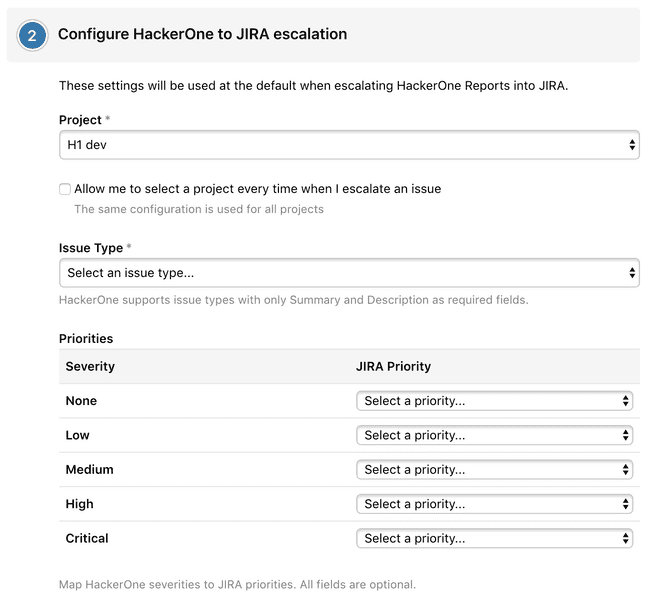 2
Configure HackerOne to JIRA escalation
These settings will be used at the default when escalating HackerOne Reports into JIRA.
Project *
H1 dev
Allow me to select a project every time when I escalate an issue
The same configuration is used for all projects
Issue Type *
Select an issue type...
HackerOne supports issue types with only Summary and Description as required fields.
Priorities
Severity JIRA Priority
None Select a priority...
Low Select a priority...
Medium Select a priority...
High Select a priority...
Critical Select a priority...
Map HackerOne severities to JIRA priorities. All fields are optional.